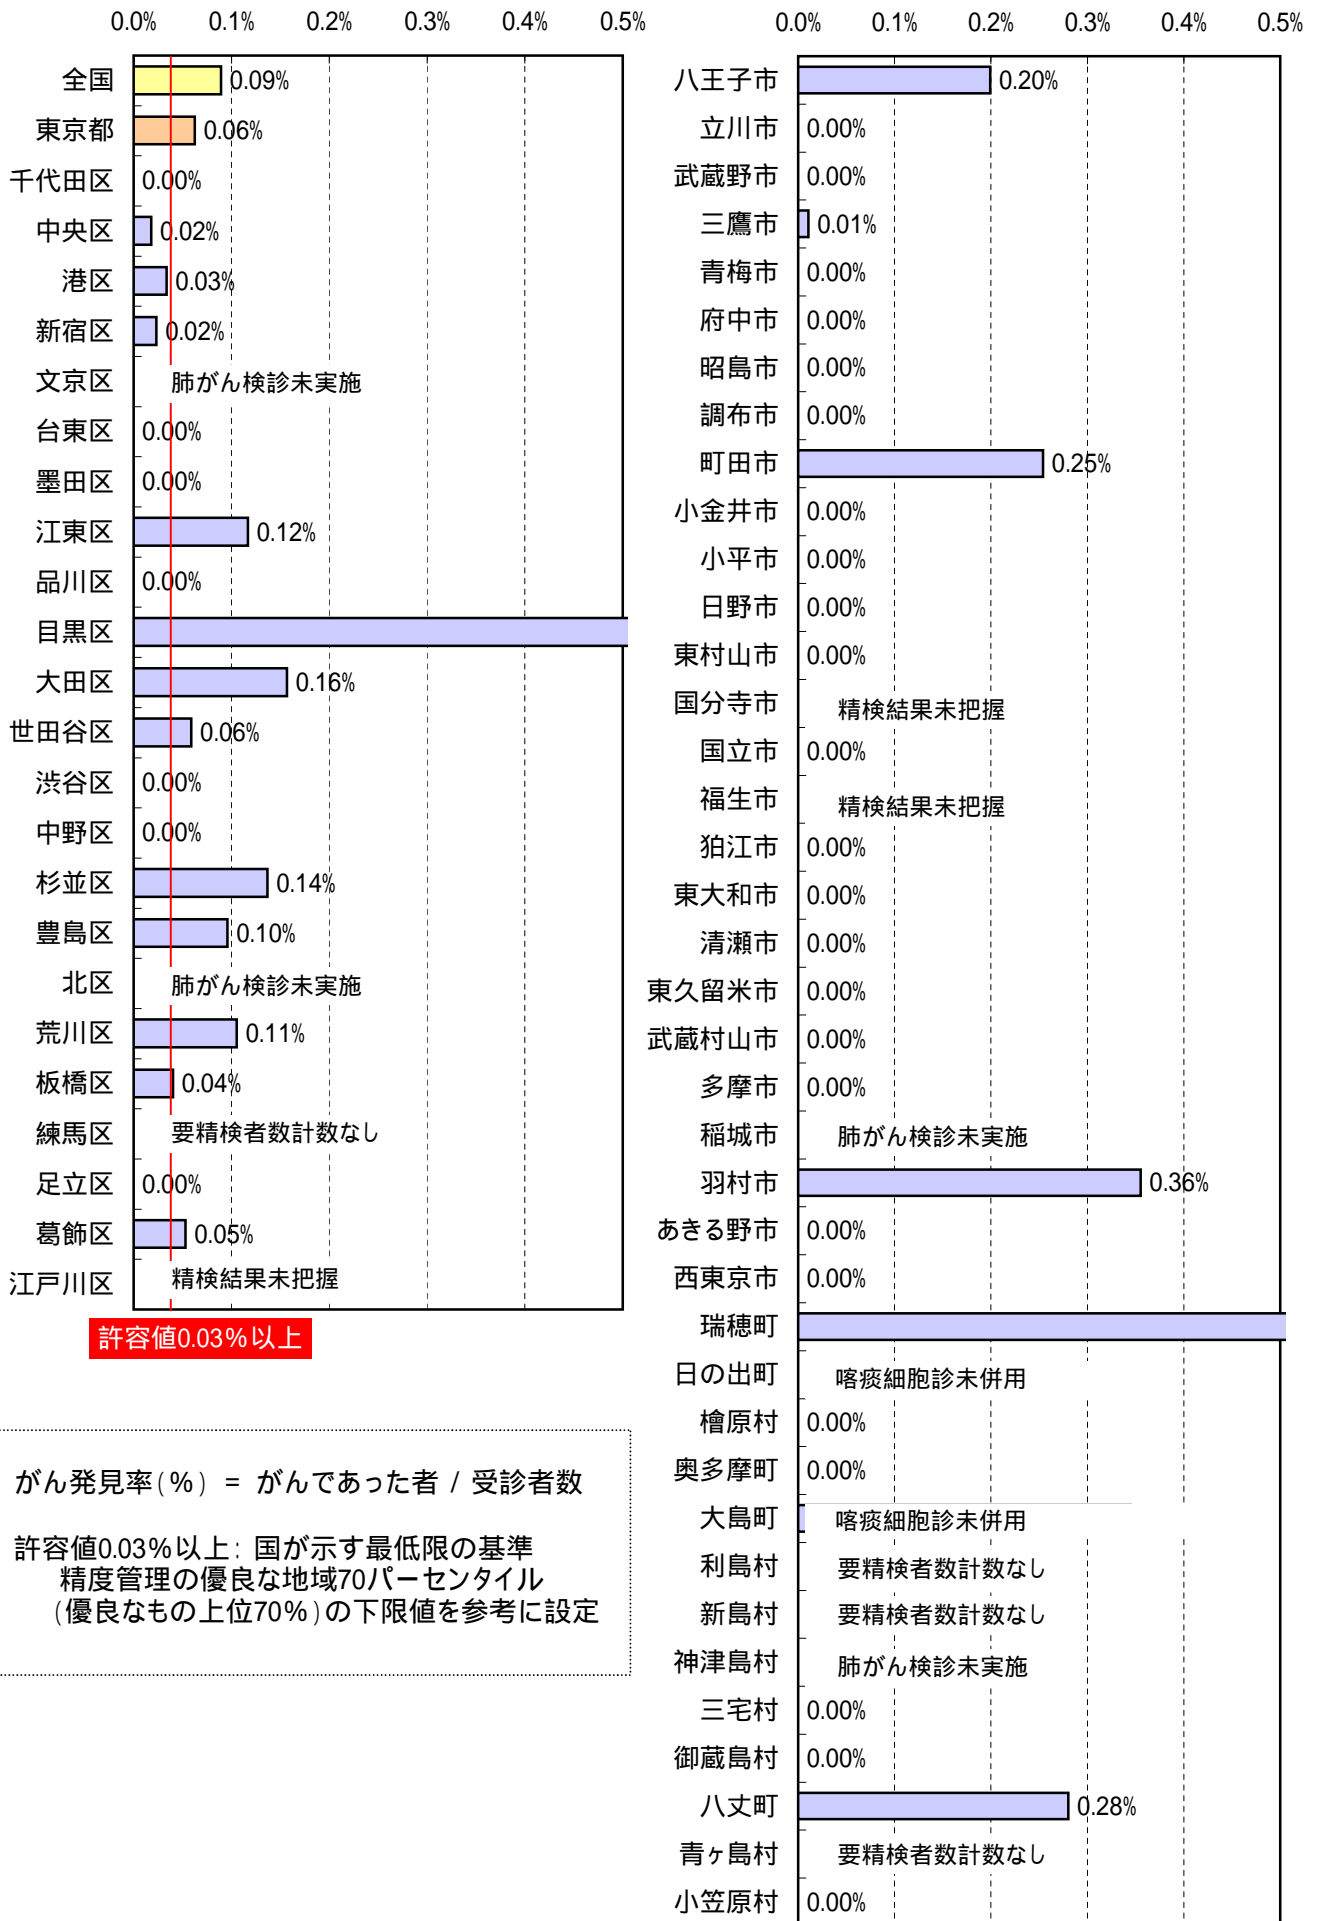 0.0% 0.1% 0.2% 0.3% 0.4% 0.5%
全国 0.09%
東京都 0.06%
千代田区 0.00%
中央区 0.02%
港区 0.03%
新宿区 0.02%
文京区 肺がん検診未実施
台東区 0.00%
墨田区 0.00%
江東区 0.12%
品川区 0.00%
目黒区
大田区 0.16%
世田谷区 0.06%
渋谷区 0.00%
中野区 0.00%
杉並区 0.14%
豊島区 0.10%
北区 肺がん検診未実施
荒川区 0.11%
板橋区 0.04%
練馬区 要精検者数計数なし
足立区 0.00%
葛飾区 0.05%
江戸川区 精検結果未把握
許容値0.03%以上
がん発見率(%) = がんであった者 / 受診者数
許容値0.03%以上: 国が示す最低限の基準
精度管理の優良な地域70パーセンタイル
(優良なもの上位70%)の下限値を参考に設定
0.0% 0.1% 0.2% 0.3% 0.4% 0.5%
八王子市 0.20%
立川市 0.00%
武蔵野市 0.00%
三鷹市 0.01%
青梅市 0.00%
府中市 0.00%
昭島市 0.00%
調布市 0.00%
町田市 0.25%
小金井市 0.00%
小平市 0.00%
日野市 0.00%
東村山市 0.00%
国分寺市 精検結果未把握
国立市 0.00%
福生市 精検結果未把握
狛江市 0.00%
東大和市 0.00%
清瀬市 0.00%
東久留米市 0.00%
武蔵村山市 0.00%
多摩市 0.00%
稲城市 肺がん検診未実施
羽村市 0.36%
あきる野市 0.00%
西東京市 0.00%
瑞穂町
日の出町 喀痰細胞診未併用
檜原村 0.00%
奥多摩町 0.00%
大島町 喀痰細胞診未併用
利島村 要精検者数計数なし
新島村 要精検者数計数なし
神津島村 肺がん検診未実施
三宅村 0.00%
御蔵島村 0.00%
八丈町 0.28%
青ヶ島村 要精検者数計数なし
小笠原村 0.00%